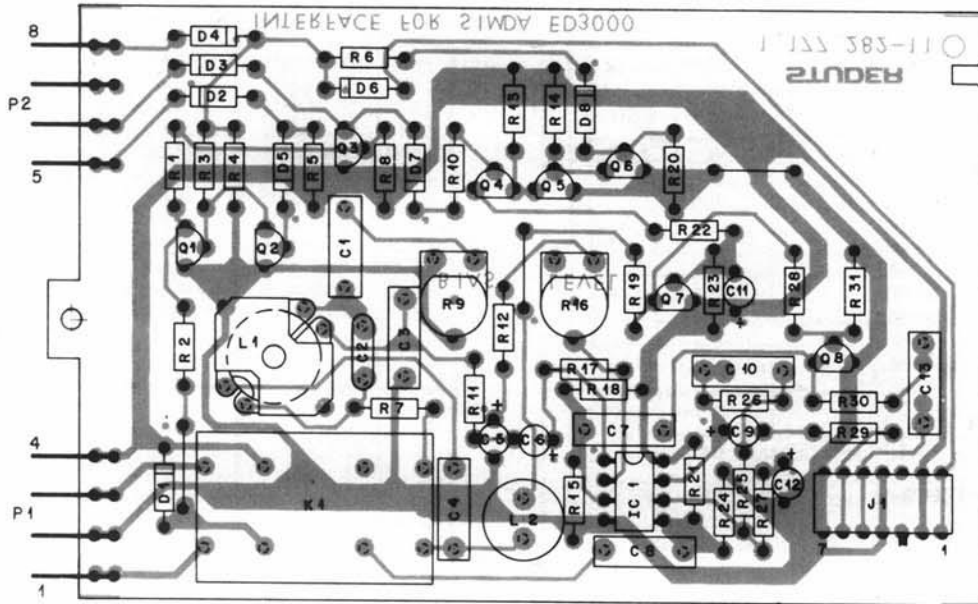 INTERFACE FOR SIMDA ED3000
1.177 282-11
STUDER
8
P2
5
D4
D3
D2
R6
D6
R1
R3
R4
D5
R5
Q3
R8
D7
R10
R13
R14
D8
Q4
Q5
Q6
R20
R22
Q1
Q2
C1
BIAS
LEVEL
R9
R16
R19
Q7
R23
C11
+
R28
R31
R2
L1
C2
C3
R12
R11
R17
R18
C10
Q8
R26
R30
R29
C13
R7
+
C5
C6
+
C7
+
C9
4
P1
1
D1
K1
C4
L2
R15
IC 1
R21
R24
R25
R27
+
C12
C8
J1
7
1